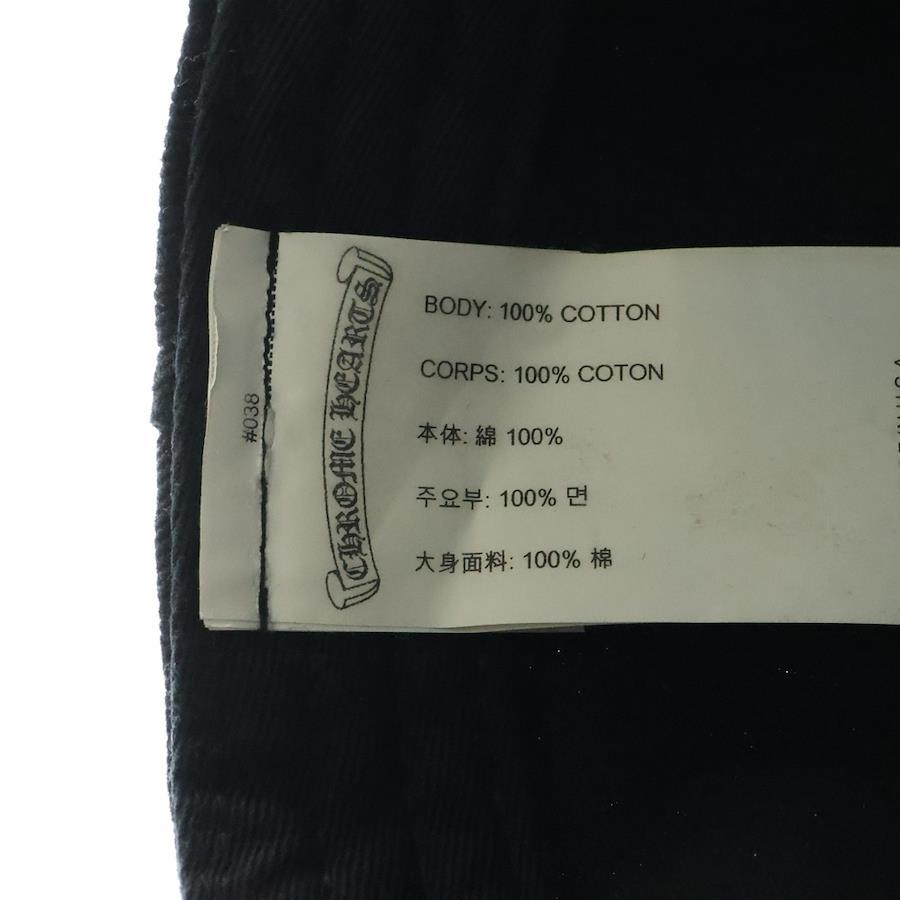 #038
CHROME HEARTS
BODY: 100% COTTON
CORPS: 100% COTON
本体: 綿 100%
주요부: 100% 면
大身面料: 100% 棉